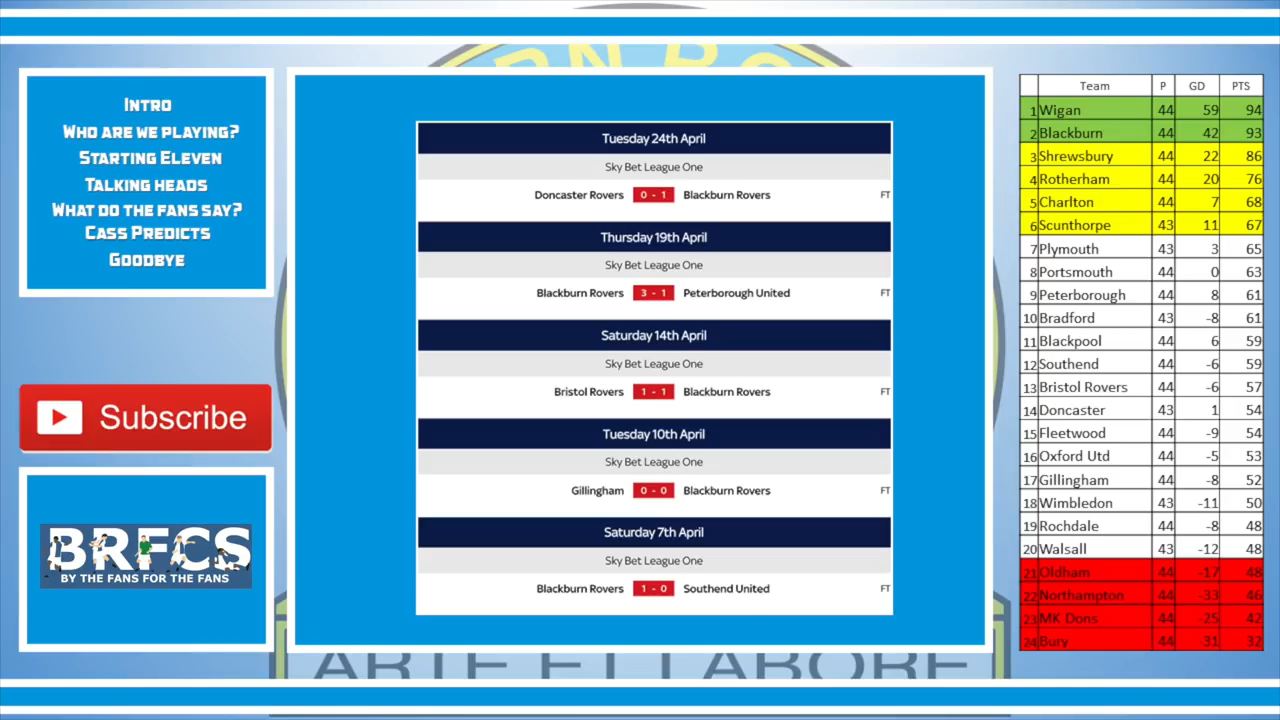 INTRO
WHO ARE WE PLAYING?
STARTING ELEVEN
TALKING HEADS
WHAT DO THE FANS SAY?
CASS PREDICTS
GOODBYE
Subscribe
BRFCS
BY THE FANS FOR THE FANS
Tuesday 24th April
Sky Bet League One
Doncaster Rovers 0 - 1 Blackburn Rovers FT
Thursday 19th April
Sky Bet League One
Blackburn Rovers 3 - 1 Peterborough United FT
Saturday 14th April
Sky Bet League One
Bristol Rovers 1 - 1 Blackburn Rovers FT
Tuesday 10th April
Sky Bet League One
Gillingham 0 - 0 Blackburn Rovers FT
Saturday 7th April
Sky Bet League One
Blackburn Rovers 1 - 0 Southend United FT
Team P GD PTS
1 Wigan 44 59 94
2 Blackburn 44 42 93
3 Shrewsbury 44 22 86
4 Rotherham 44 20 76
5 Charlton 44 7 68
6 Scunthorpe 43 11 67
7 Plymouth 43 3 65
8 Portsmouth 44 0 63
9 Peterborough 44 8 61
10 Bradford 43 -8 61
11 Blackpool 44 6 59
12 Southend 44 -6 59
13 Bristol Rovers 44 -6 57
14 Doncaster 43 1 54
15 Fleetwood 44 -9 54
16 Oxford Utd 44 -5 53
17 Gillingham 44 -8 52
18 Wimbledon 43 -11 50
19 Rochdale 44 -8 48
20 Walsall 43 -12 48
21 Oldham 44 -17 48
22 Northampton 44 -33 46
23 MK Dons 44 -25 42
24 Bury 44 -31 32
ARTE ET LABORE